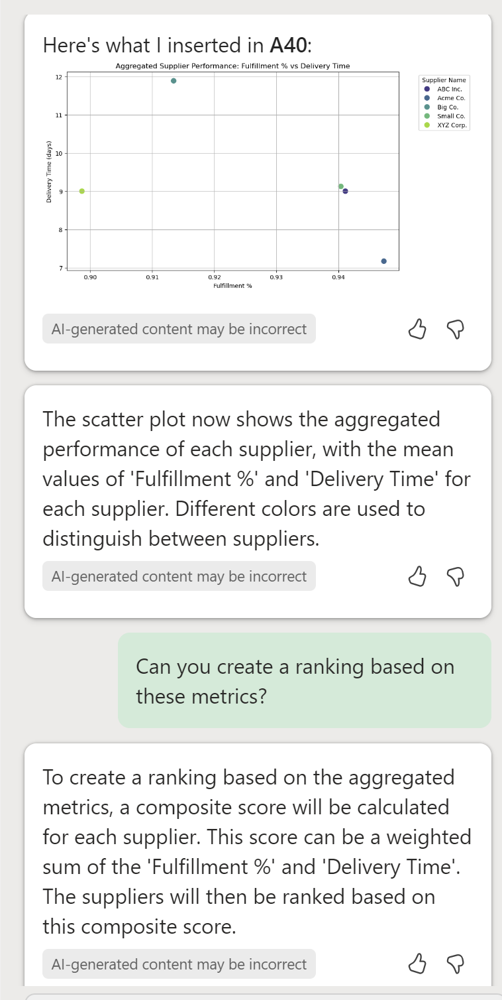 Here's what I inserted in A40:
Aggregated Supplier Performance: Fulfillment % vs Delivery Time
12
11
10
9
8
7
Delivery Time (days)
0.90 0.91 0.92 0.93 0.94
Fulfillment %
Supplier Name
ABC Inc.
Acme Co.
Big Co.
Small Co.
XYZ Corp.
AI-generated content may be incorrect
The scatter plot now shows the aggregated
performance of each supplier, with the mean
values of 'Fulfillment %' and 'Delivery Time' for
each supplier. Different colors are used to
distinguish between suppliers.
AI-generated content may be incorrect
Can you create a ranking based on
these metrics?
To create a ranking based on the aggregated
metrics, a composite score will be calculated
for each supplier. This score can be a weighted
sum of the 'Fulfillment %' and 'Delivery Time'.
The suppliers will then be ranked based on
this composite score.
AI-generated content may be incorrect